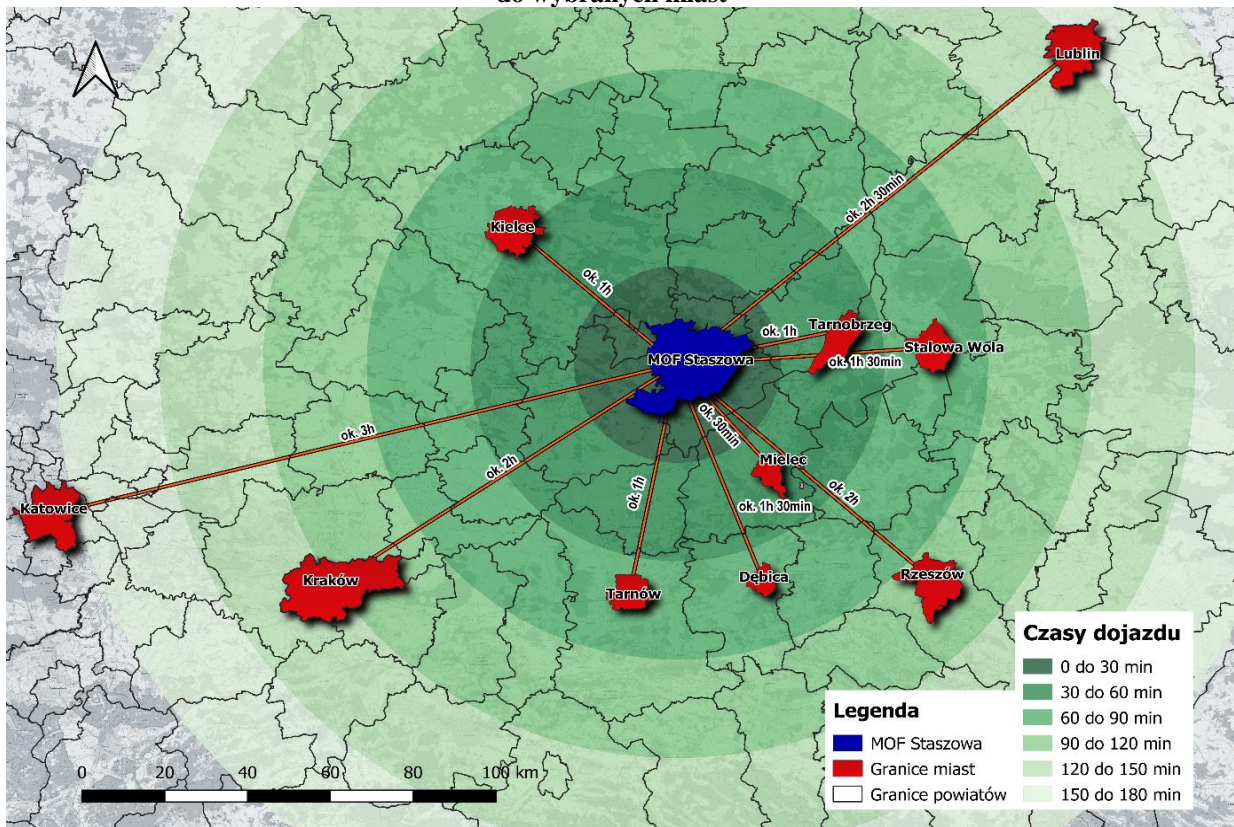 do wybranych miast
Lublin
ok. 2h 30min
Kielce
ok. 1h
Tarnobrzeg
ok. 1h
MOF Staszowa
Stalowa Wola
ok. 1h 30min
ok. 3h
ok. 2h
ok. 1h
ok. 30min
Mielec
ok. 2h
ok. 1h 30min
Katowice
Kraków
Tarnów
Dębica
Rzeszów
Czasy dojazdu
0 do 30 min
30 do 60 min
60 do 90 min
90 do 120 min
120 do 150 min
150 do 180 min
Legenda
MOF Staszowa
Granice miast
Granice powiatów
0 20 40 60 80 100 km